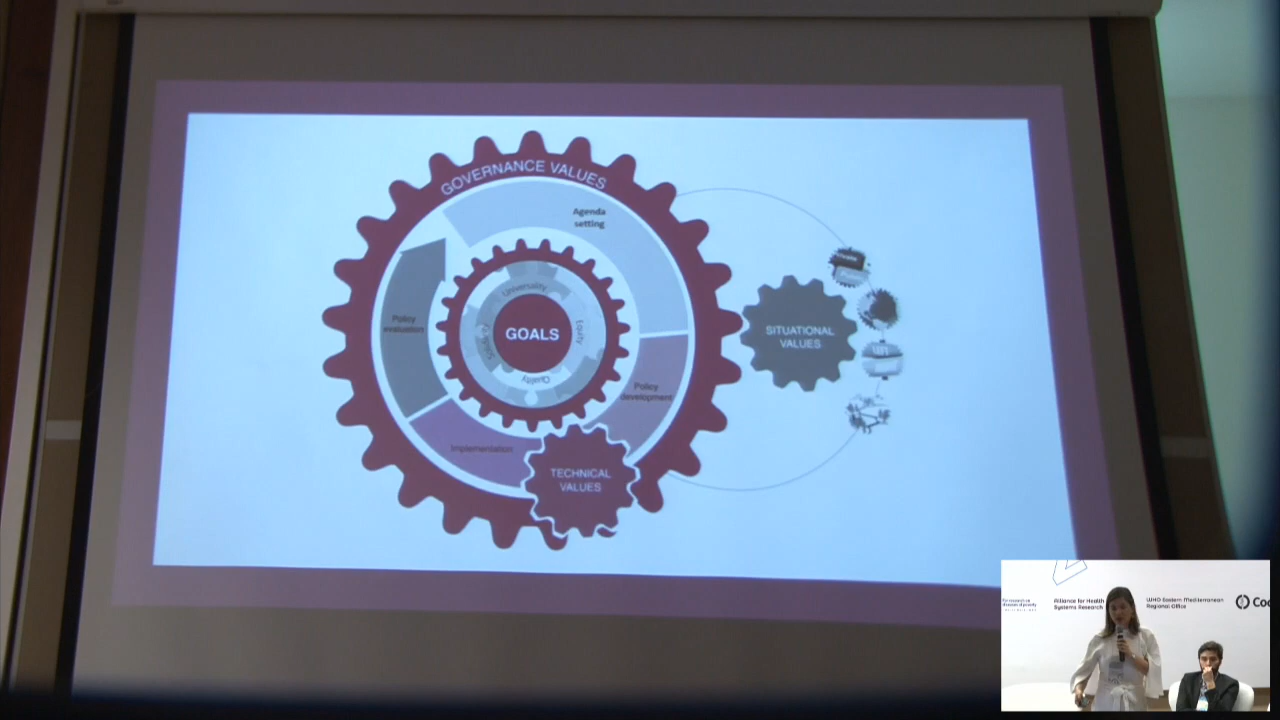 GOVERNANCE VALUES
Agenda
setting
Universality
Policy
evaluation
GOALS
Equity
SITUATIONAL
VALUES
Quality
Policy
development
Implementation
TECHNICAL
VALUES
Alliance for Health
Systems Research
WHO Eastern Mediterranean
Regional Office